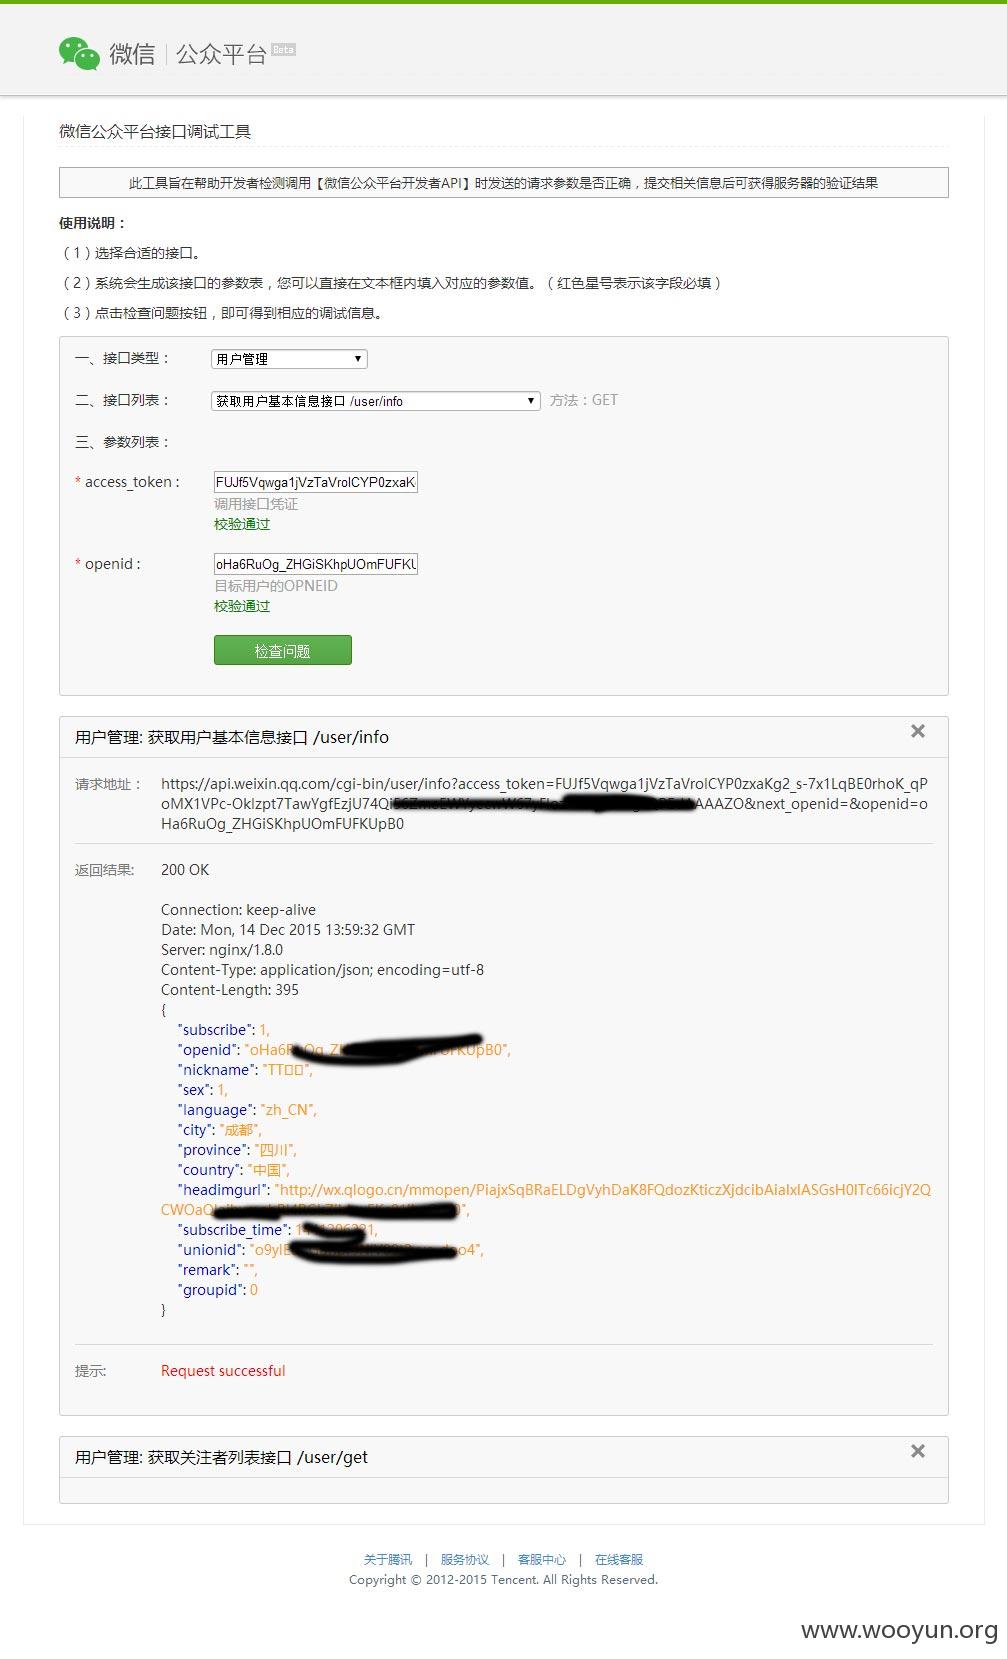 微信 公众平台 Beta
微信公众平台接口调试工具
此工具旨在帮助开发者检测调用【微信公众平台开发者API】时发送的请求参数是否正确，提交相关信息后可获得服务器的验证结果
使用说明：
（1）选择合适的接口。
（2）系统会生成该接口的参数表，您可以直接在文本框内填入对应的参数值。（红色星号表示该字段必填）
（3）点击检查问题按钮，即可得到相应的调试信息。
一、接口类型： 用户管理
二、接口列表： 获取用户基本信息接口 /user/info 方法：GET
三、参数列表：
* access_token : FUJf5Vqwga1jVzTaVrolCYP0zxaK
调用接口凭证
校验通过
* openid : oHa6RuOg_ZHGiSKhpUOmFUFKU
目标用户的OPNEID
校验通过
检查问题
用户管理: 获取用户基本信息接口 /user/info
请求地址： https://api.weixin.qq.com/cgi-bin/user/info?access_token=FUJf5Vqwga1jVzTaVrolCYP0zxaKg2_s-7x1LqBE0rhoK_qP
oMX1VPc-Oklzpt7TawYgfEzjU74Qi AAAZO&next_openid=&openid=o
Ha6RuOg_ZHGiSKhpUOmFUFKUpB0
返回结果: 200 OK
Connection: keep-alive
Date: Mon, 14 Dec 2015 13:59:32 GMT
Server: nginx/1.8.0
Content-Type: application/json; encoding=utf-8
Content-Length: 395
{
"subscribe": 1,
"openid": "oHa6R UpB0",
"nickname": "TT▯▯",
"sex": 1,
"language": "zh_CN",
"city": "成都",
"province": "四川",
"country": "中国",
"headimgurl": "http://wx.qlogo.cn/mmopen/PiajxSqBRaELDgVyhDaK8FQdozKticzXjdcibAiaIxIASGsH0ITc66icjY2Q
CWOaQ 0",
"subscribe_time": 1
"unionid": "o9yl o4",
"remark": "",
"groupid": 0
}
提示: Request successful
用户管理: 获取关注者列表接口 /user/get
关于腾讯 | 服务协议 | 客服中心 | 在线客服
Copyright © 2012-2015 Tencent. All Rights Reserved.
www.wooyun.org